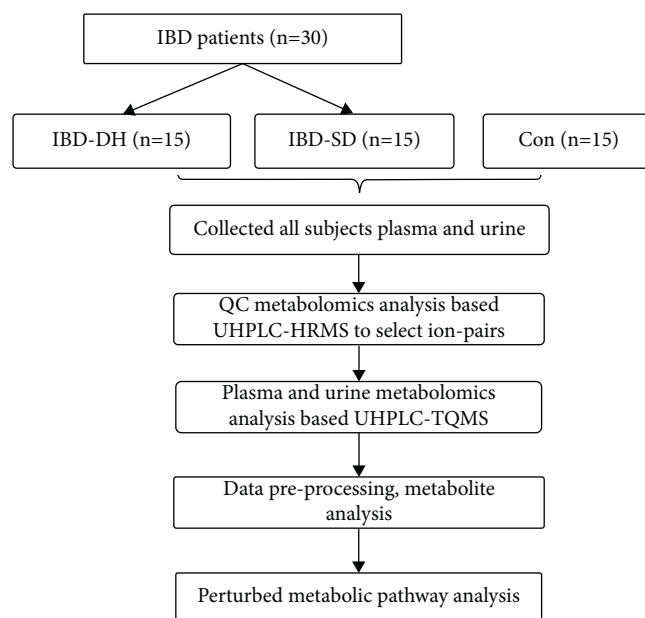 IBD patients (n=30)
IBD-DH (n=15)
IBD-SD (n=15)
Con (n=15)
Collected all subjects plasma and urine
QC metabolomics analysis based
UHPLC-HRMS to select ion-pairs
Plasma and urine metabolomics
analysis based UHPLC-TQMS
Data pre-processing, metabolite
analysis
Perturbed metabolic pathway analysis